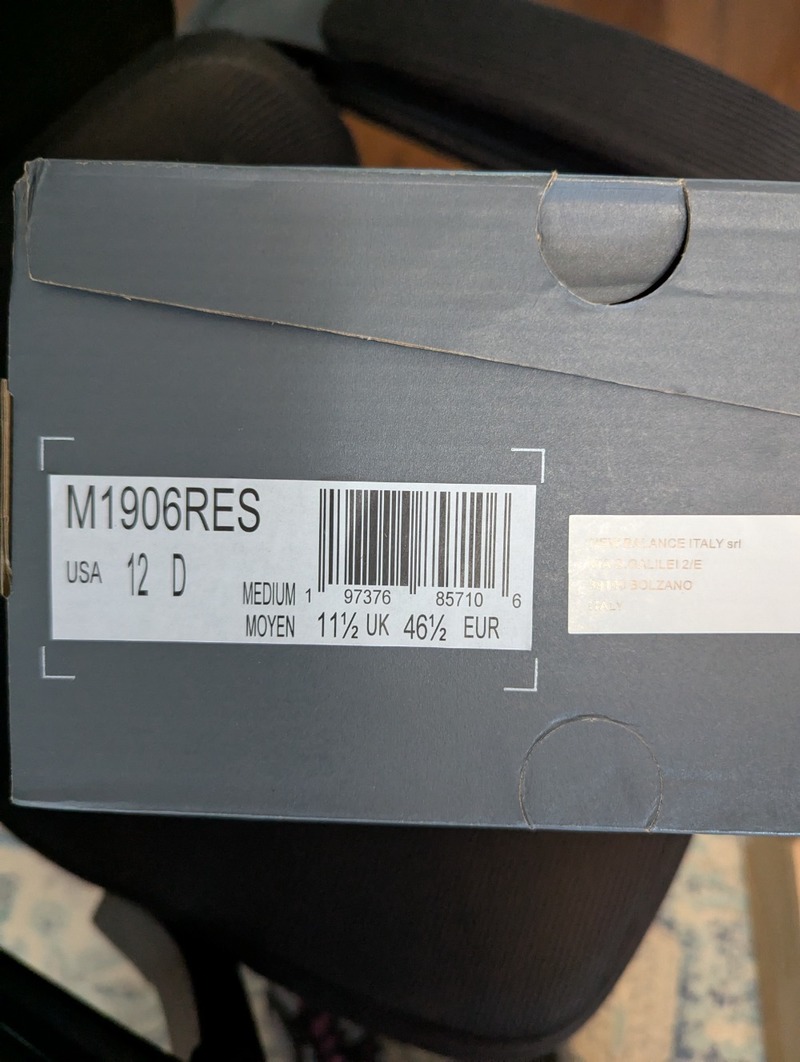 M1906RES
USA 12 D
MEDIUM
MOYEN
1 97376 85710 6
11½ UK 46½ EUR
BALANCE ITALY srl
2/E
BOLZANO